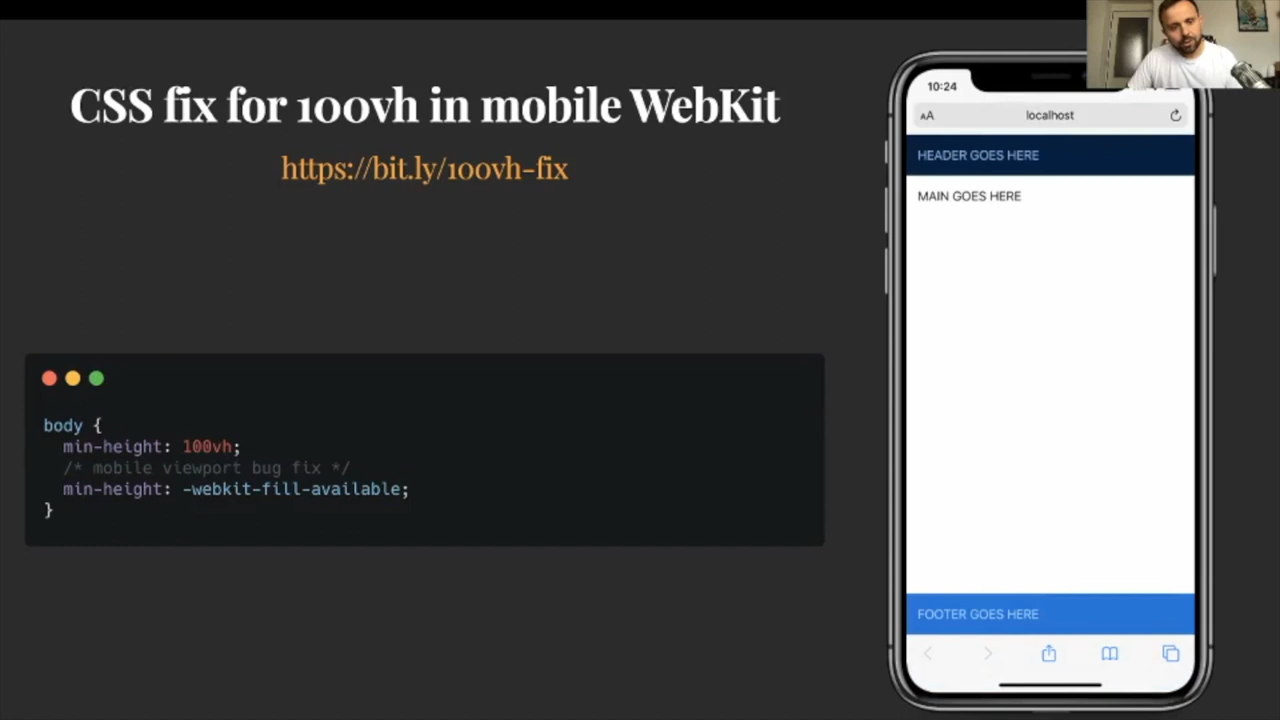 CSS fix for 100vh in mobile WebKit
https://bit.ly/100vh-fix
body {
min-height: 100vh;
/* mobile viewport bug fix */
min-height: -webkit-fill-available;
}
10:24
AA
localhost
HEADER GOES HERE
MAIN GOES HERE
FOOTER GOES HERE